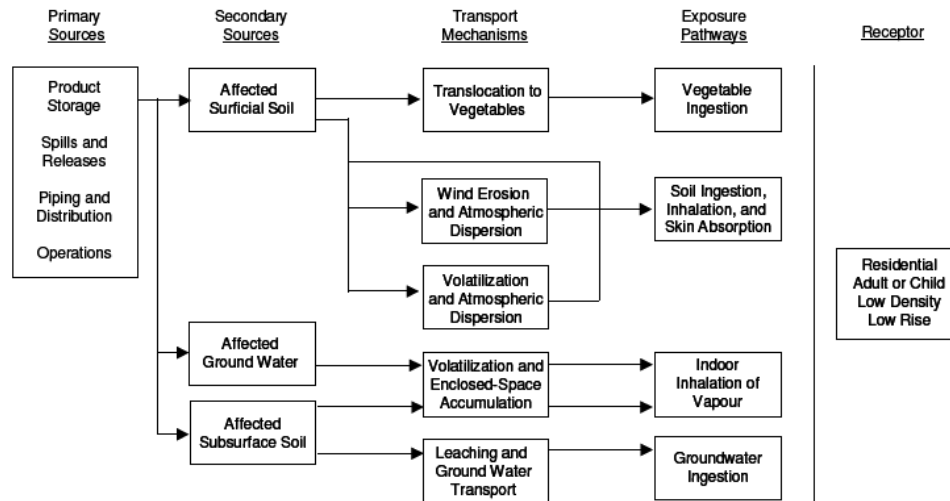 Primary
Sources
Secondary
Sources
Transport
Mechanisms
Exposure
Pathways
Receptor
Product
Storage
Spills and
Releases
Piping and
Distribution
Operations
Affected
Surficial Soil
Translocation to
Vegetables
Vegetable
Ingestion
Wind Erosion
and Atmospheric
Dispersion
Soil Ingestion,
Inhalation, and
Skin Absorption
Volatilization
and Atmospheric
Dispersion
Residential
Adult or Child
Low Density
Low Rise
Affected
Ground Water
Volatilization and
Enclosed-Space
Accumulation
Indoor
Inhalation of
Vapour
Affected
Subsurface Soil
Leaching and
Ground Water
Transport
Groundwater
Ingestion